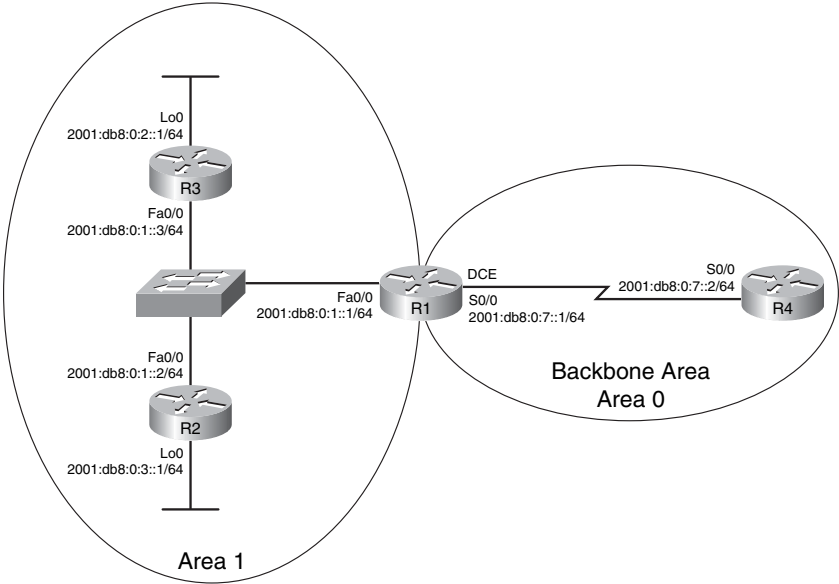 Lo0
2001:db8:0:2::1/64
R3
Fa0/0
2001:db8:0:1::3/64
Fa0/0
2001:db8:0:1::1/64
R1
DCE
S0/0
2001:db8:0:7::1/64
S0/0
2001:db8:0:7::2/64
R4
Fa0/0
2001:db8:0:1::2/64
R2
Lo0
2001:db8:0:3::1/64
Backbone Area
Area 0
Area 1